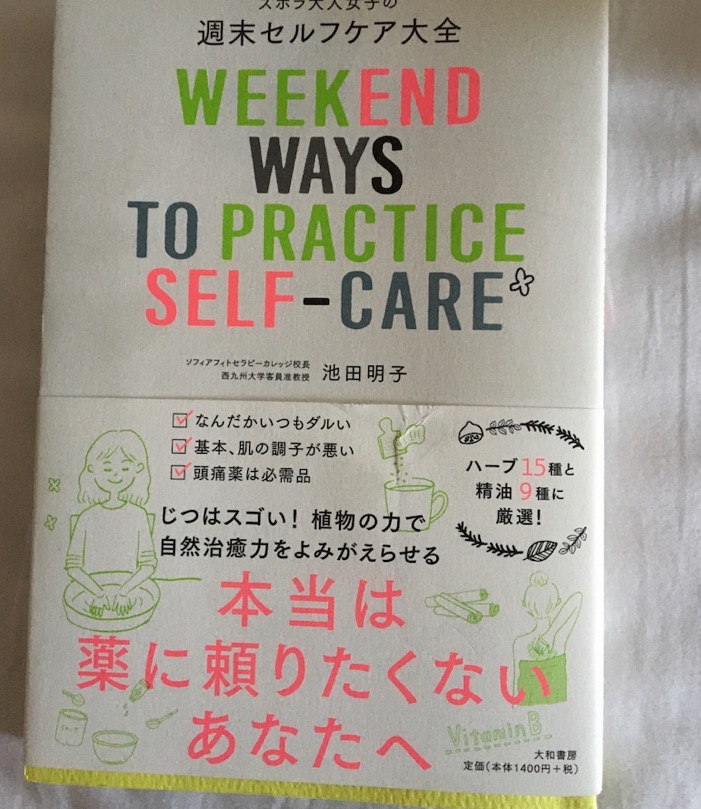 ズボラ大人女子の
週末セルフケア大全
WEEKEND
WAYS
TO PRACTICE
SELF-CARE
ソフィアフィトセラピーカレッジ校長
西九州大学客員准教授
池田明子
なんだかいつもダルい
基本、肌の調子が悪い
頭痛薬は必需品
ハーブ15種と
精油9種に
厳選!
じつはスゴい! 植物の力で
自然治癒力をよみがえらせる
本当は
薬に頼りたくない
あなたへ
Vitamin B
大和書房
定価(本体1400円+税)